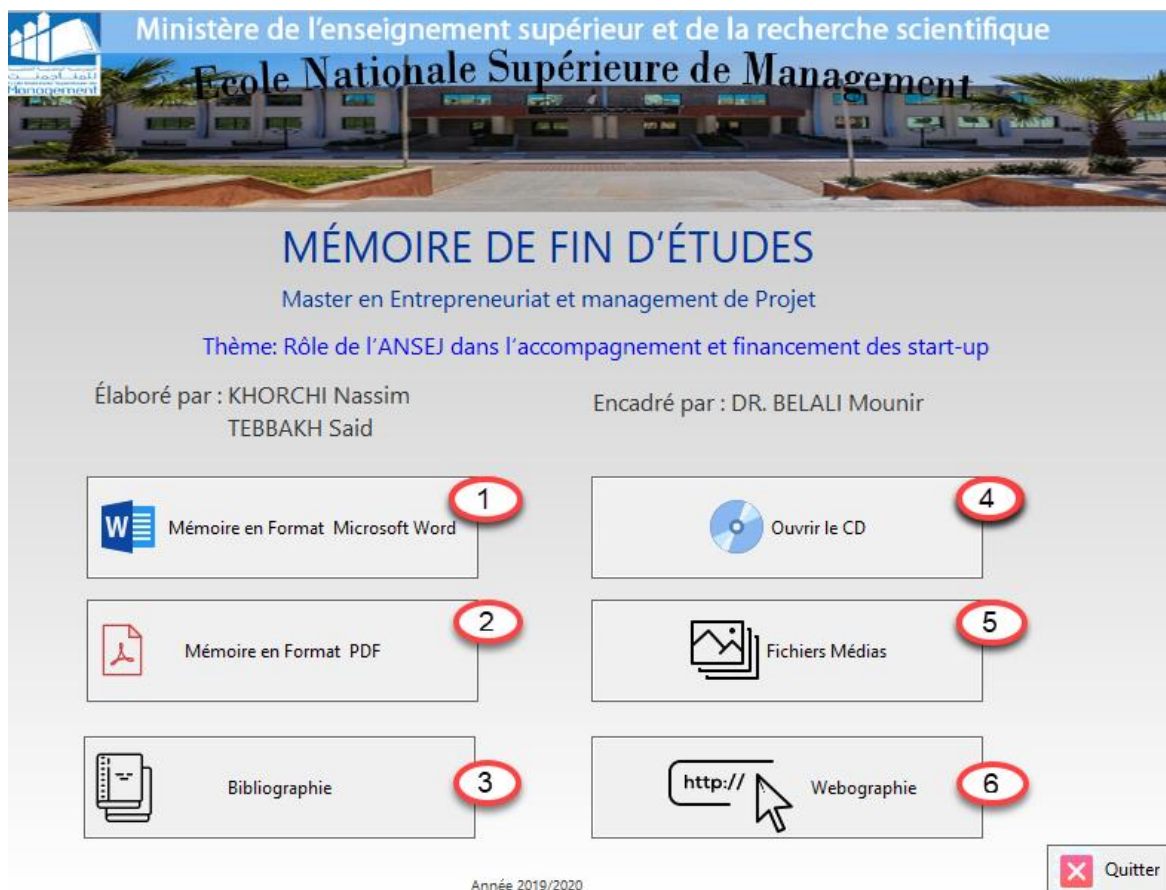 Ministère de l'enseignement supérieur et de la recherche scientifique
Ecole Nationale Supérieure de Management
Management
MÉMOIRE DE FIN D'ÉTUDES
Master en Entrepreneuriat et management de Projet
Thème: Rôle de l'ANSEJ dans l'accompagnement et financement des start-up
Élaboré par : KHORCHI Nassim
TEBBAKH Said
Encadré par : DR. BELALI Mounir
1
W
Mémoire en Format  Microsoft Word
4
Ouvrir le CD
2
Mémoire en Format  PDF
5
Fichiers Médias
3
Bibliographie
6
http://
Webographie
Quitter
Année 2019/2020